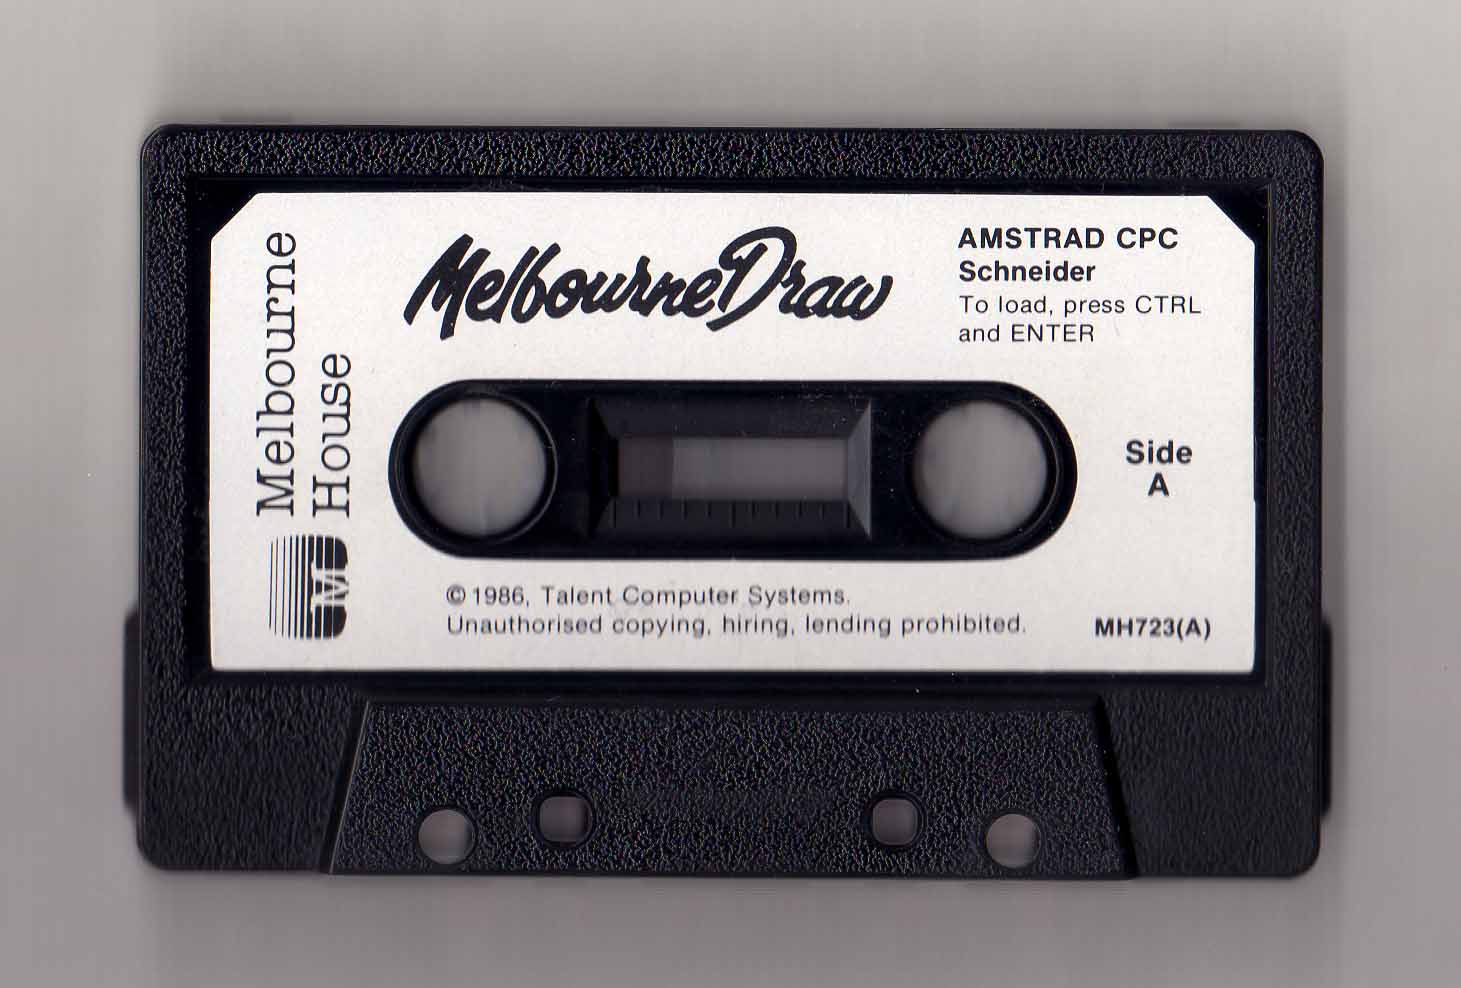 Melbourne
House
M
MelbourneDraw
AMSTRAD CPC
Schneider
To load, press CTRL
and ENTER
Side
A
©1986, Talent Computer Systems.
Unauthorised copying, hiring, lending prohibited.
MH723(A)